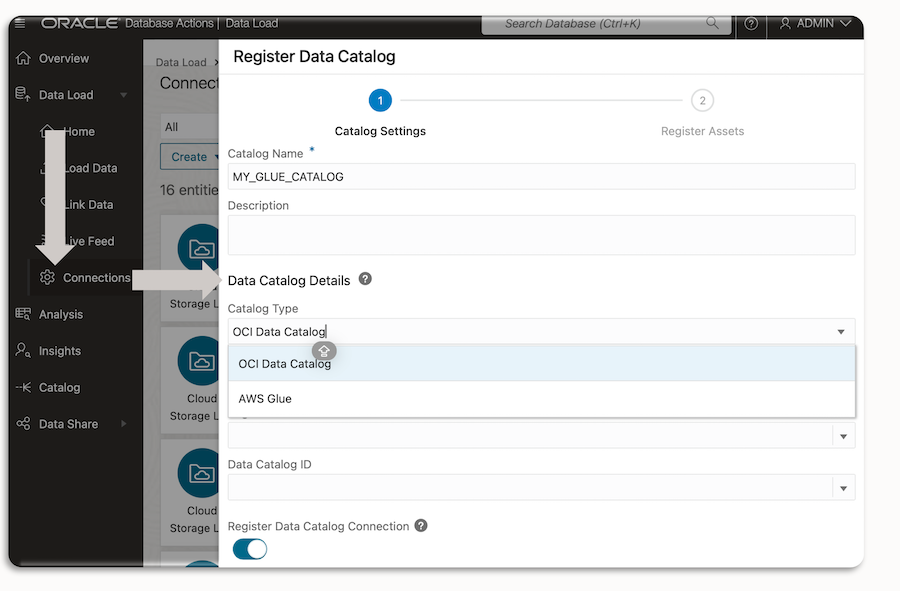 ORACLE Database Actions | Data Load
Search Database (Ctrl+K)
ADMIN
Overview
Data Load
Home
Load Data
Link Data
Live Feed
Connections
Analysis
Insights
Catalog
Data Share
Data Load >
Connect
All
Create
16 entitie
Storage L
Cloud
Storage L
Cloud
Storage L
Register Data Catalog
1
2
Catalog Settings
Register Assets
Catalog Name *
MY_GLUE_CATALOG
Description
Data Catalog Details ?
Catalog Type
OCI Data Catalog
OCI Data Catalog
AWS Glue
Data Catalog ID
Register Data Catalog Connection ?